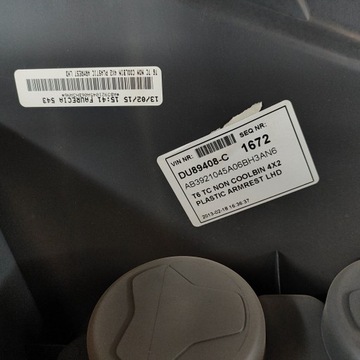 T6 TC NON COOLBIN 4X2 PLASTIC ARMREST LHD
13/02/15 15:41 FAURECIA 543
VIN NR:
SEQ NR:
DU89408-C
1672
AB3921045A06BH3AN6
T6 TC NON COOLBIN 4X2
PLASTIC ARMREST LHD
2013-02-18 16:36:37